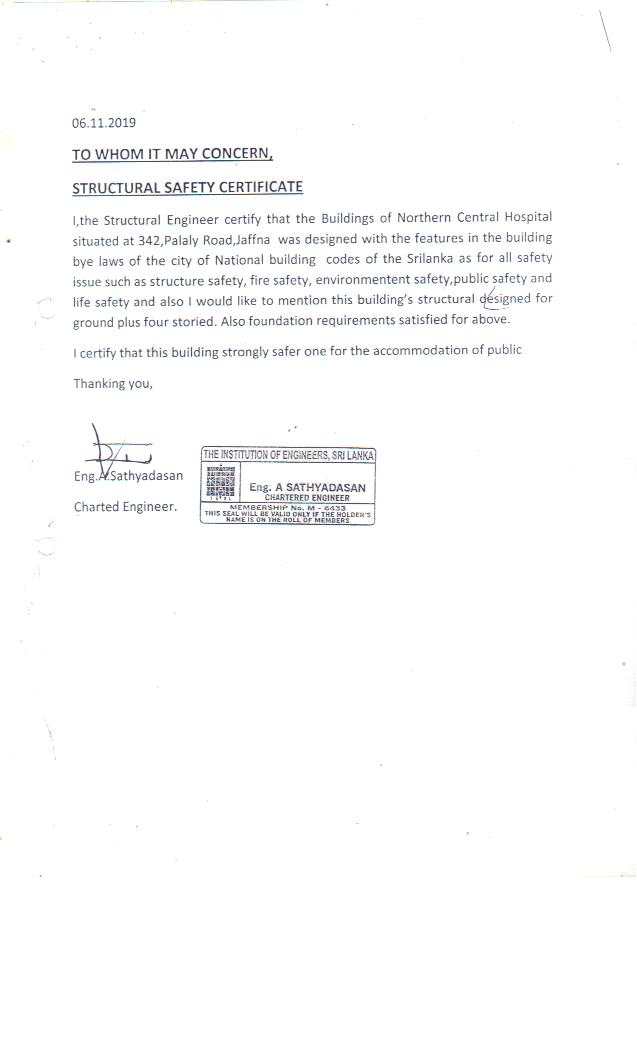 06.11.2019
TO WHOM IT MAY CONCERN,
STRUCTURAL SAFETY CERTIFICATE
I,the Structural Engineer certify that the Buildings of Northern Central Hospital
situated at 342,Palaly Road,Jaffna was designed with the features in the building
bye laws of the city of National building codes of the Srilanka as for all safety
issue such as structure safety, fire safety, environmentent safety,public safety and
life safety and also I would like to mention this building's structural designed for
ground plus four storied. Also foundation requirements satisfied for above.
I certify that this building strongly safer one for the accommodation of public
Thanking you,
Eng.A.Sathyadasan
Charted Engineer.
THE INSTITUTION OF ENGINEERS, SRI LANKA
Eng. A SATHYADASAN
CHARTERED ENGINEER
MEMBERSHIP No. M - 6433
THIS SEAL WILL BE VALID ONLY IF THE HOLDER'S
NAME IS ON THE ROLL OF MEMBERS